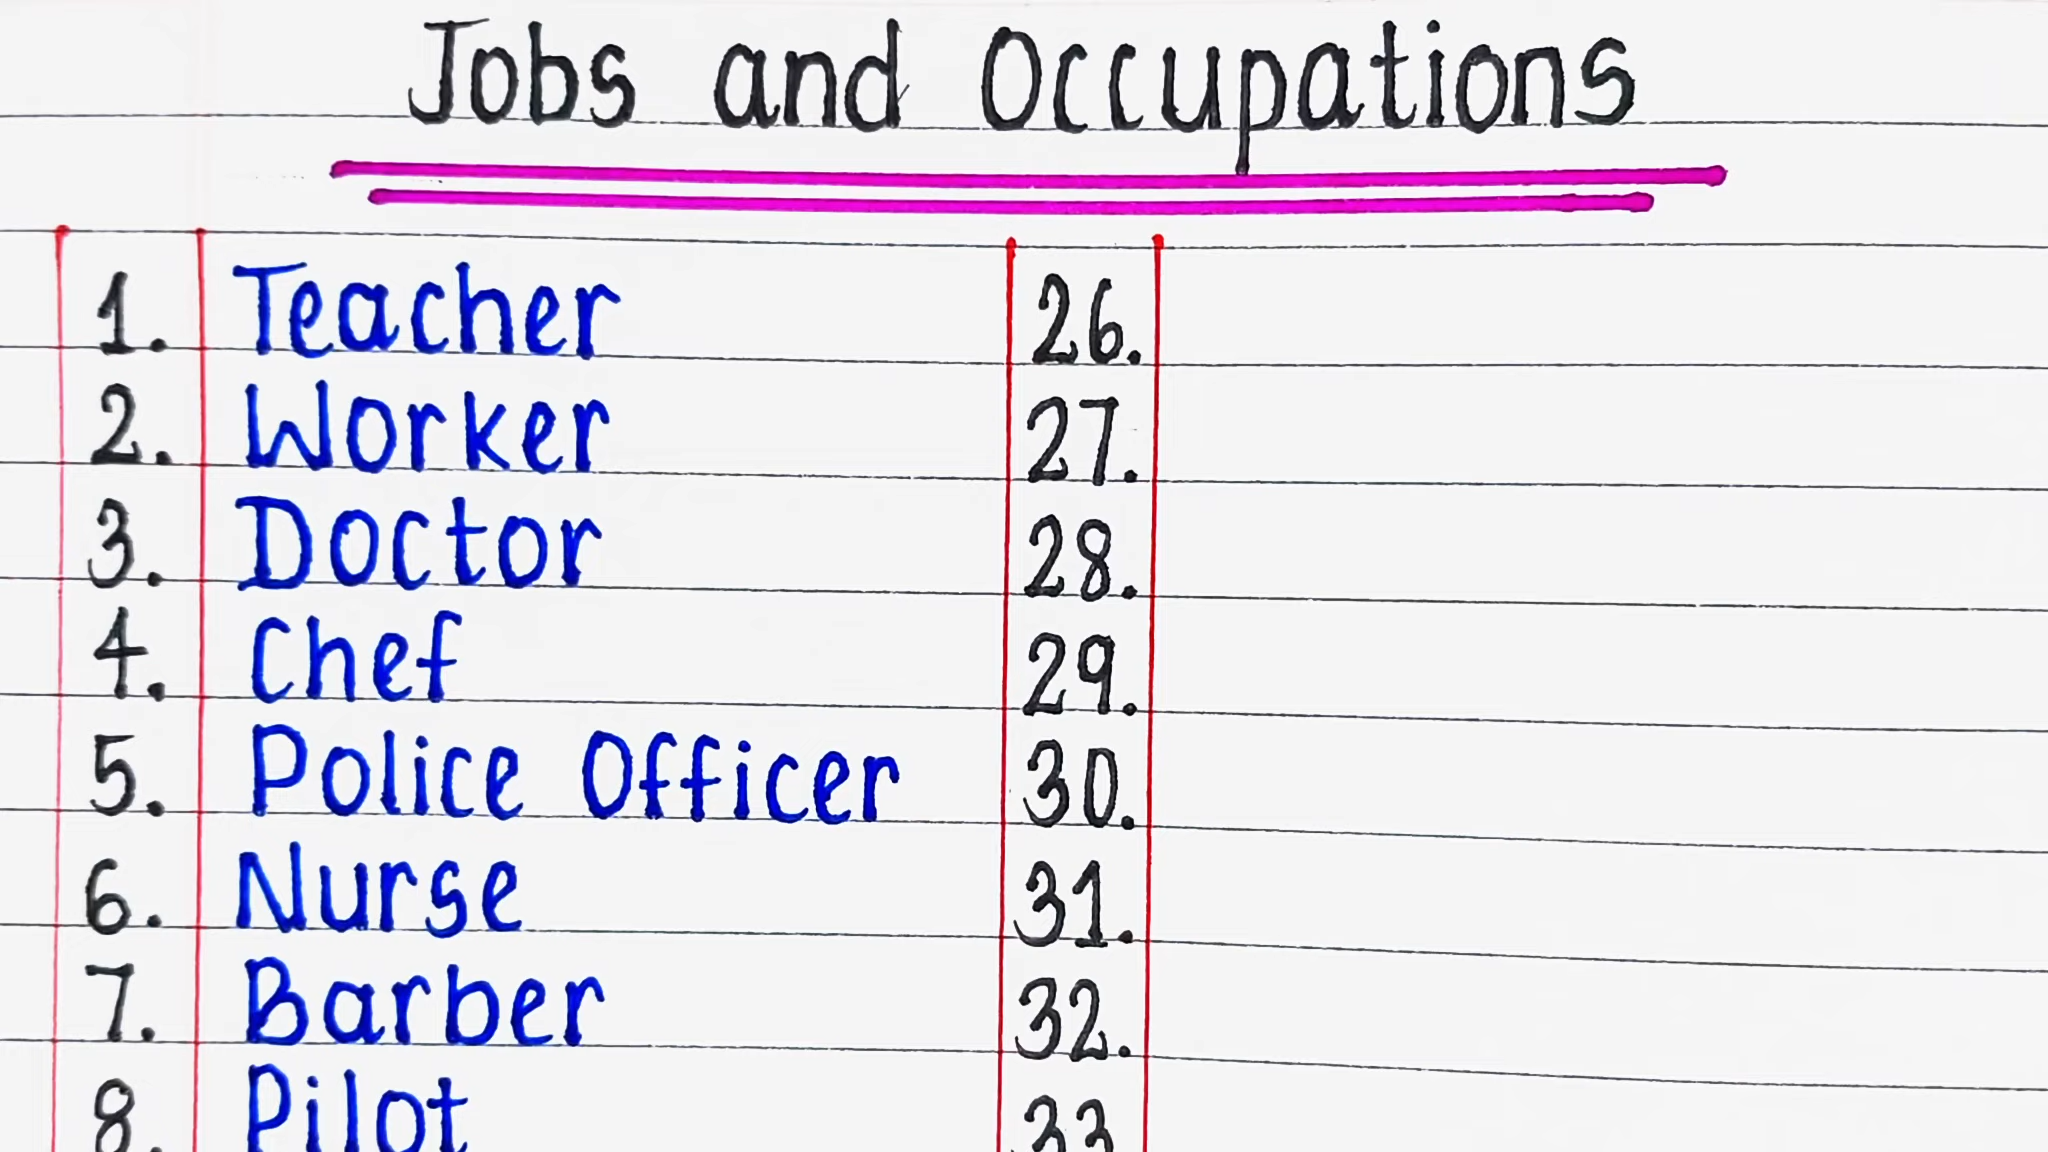 Jobs and Occupations
1. Teacher
2. Worker
3. Doctor
4. Chef
5. Police Officer
6. Nurse
7. Barber
8. Pilot
26.
27.
28.
29.
30.
31.
32.
33